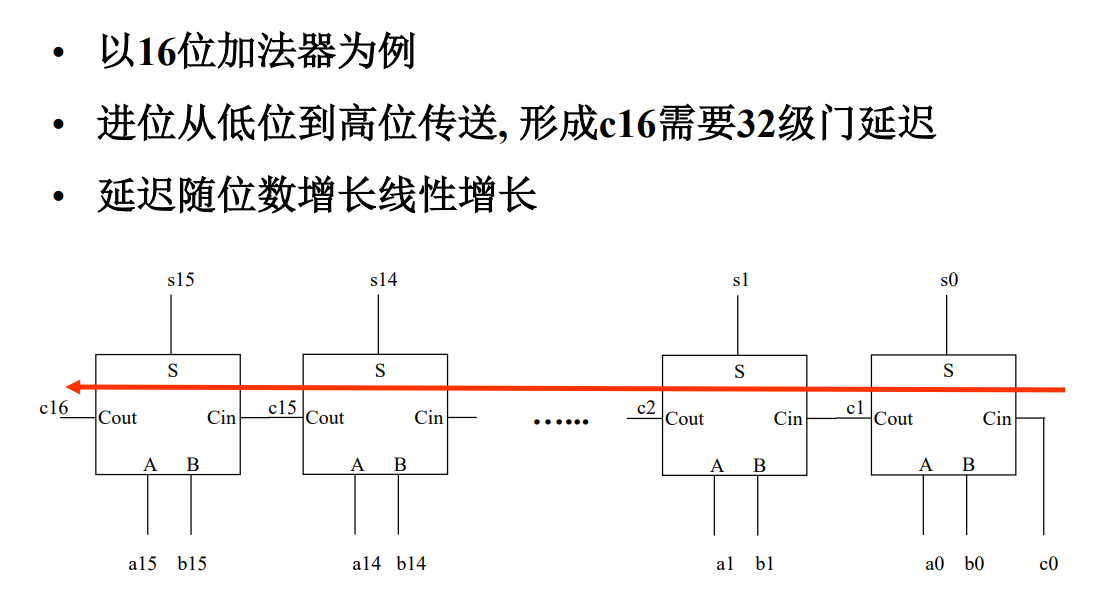 • 以16位加法器为例
• 进位从低位到高位传送, 形成c16需要32级门延迟
• 延迟随位数增长线性增长
s15 s14 s1 s0
S S S S
c16 Cout Cin c15 Cout Cin ...... c2 Cout Cin c1 Cout Cin
A B A B A B A B
a15 b15 a14 b14 a1 b1 a0 b0 c0